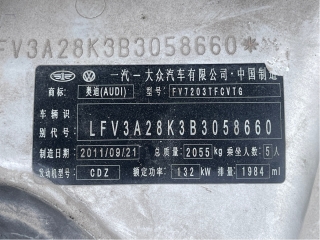 FV3A28K3B3058660✱
一汽一大众汽车有限公司·中国制造
商标: 奥迪(AUDI) 型号: FV7203TFCVTG
车辆识
别代号: LFV3A28K3B3058660
制造日期 2011/09/21 总质量 2055 kg 乘坐人数 5 人
发动机型号 CDZ 额定功率 132 kW 排量 1984 ml